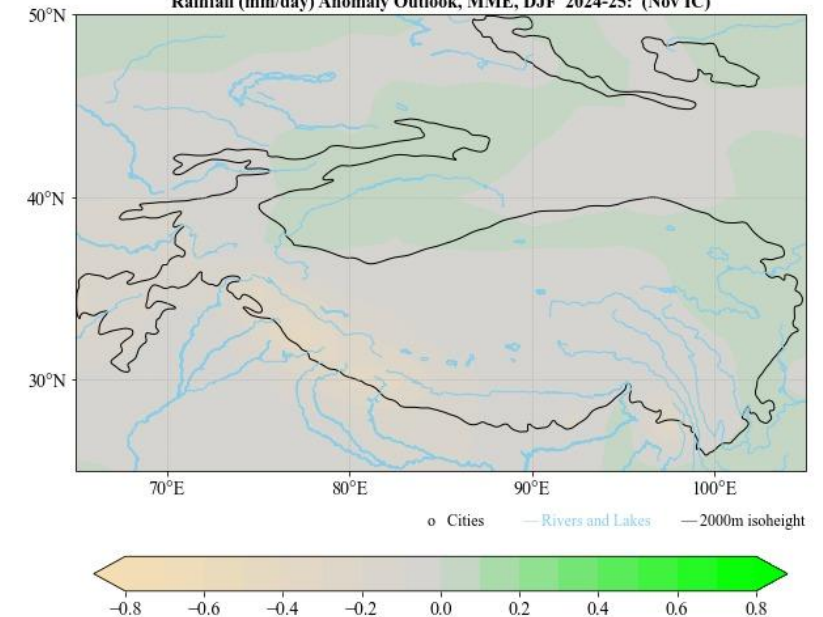 Rainfall (mm/day) Anomaly Outlook, MME, DJF 2024-25: (Nov IC)
50°N
40°N
30°N
70°E 80°E 90°E 100°E
Cities Rivers and Lakes 2000m isoheight
−0.8 −0.6 −0.4 −0.2 0.0 0.2 0.4 0.6 0.8